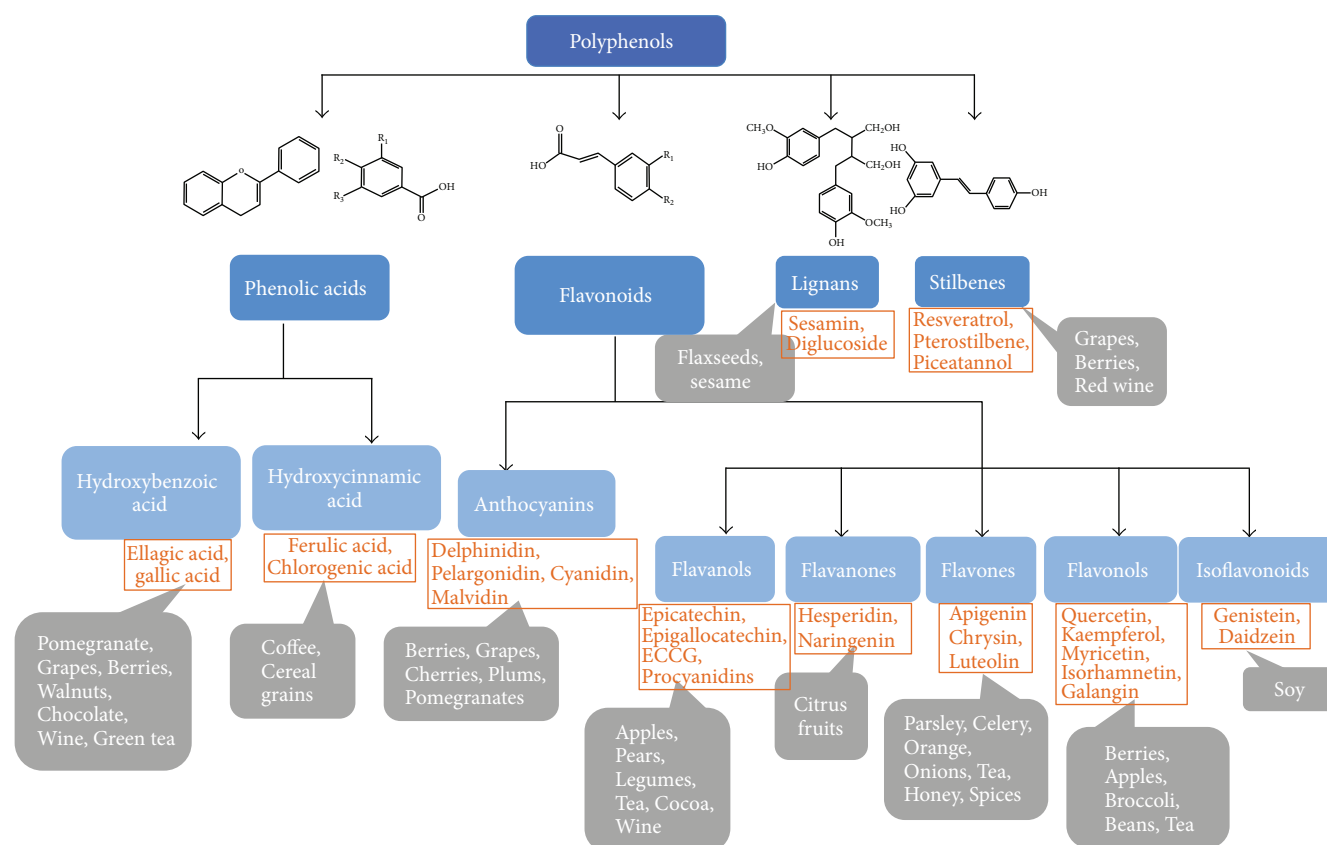 Polyphenols
O
R₁
R₂
R₃
OH
O
O
HO
R₁
R₂
CH₃O
HO
CH₂OH
CH₂OH
OCH₃
OH
HO
HO
OH
Phenolic acids
Flavonoids
Lignans
Stilbenes
Sesamin,
Diglucoside
Flaxseeds,
sesame
Resveratrol,
Pterostilbene,
Piceatannol
Grapes,
Berries,
Red wine
Hydroxybenzoic
acid
Hydroxycinnamic
acid
Anthocyanins
Ellagic acid,
gallic acid
Ferulic acid,
Chlorogenic acid
Delphinidin,
Pelargonidin, Cyanidin,
Malvidin
Flavanols
Flavanones
Flavones
Flavonols
Isoflavonoids
Epicatechin,
Epigallocatechin,
ECCG,
Procyanidins
Hesperidin,
Naringenin
Apigenin
Chrysin,
Luteolin
Quercetin,
Kaempferol,
Myricetin,
Isorhamnetin,
Galangin
Genistein,
Daidzein
Pomegranate,
Grapes, Berries,
Walnuts,
Chocolate,
Wine, Green tea
Coffee,
Cereal
grains
Berries, Grapes,
Cherries, Plums,
Pomegranates
Apples,
Pears,
Legumes,
Tea, Cocoa,
Wine
Citrus
fruits
Parsley, Celery,
Orange,
Onions, Tea,
Honey, Spices
Berries,
Apples,
Broccoli,
Beans, Tea
Soy